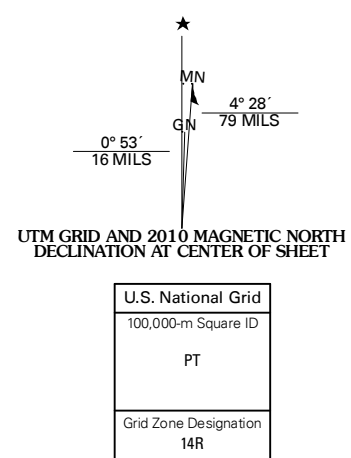 ★
MN
GN
4° 28´
79 MILS
0° 53´
16 MILS
UTM GRID AND 2010 MAGNETIC NORTH
DECLINATION AT CENTER OF SHEET
U.S. National Grid
100,000-m Square ID
PT
Grid Zone Designation
14R